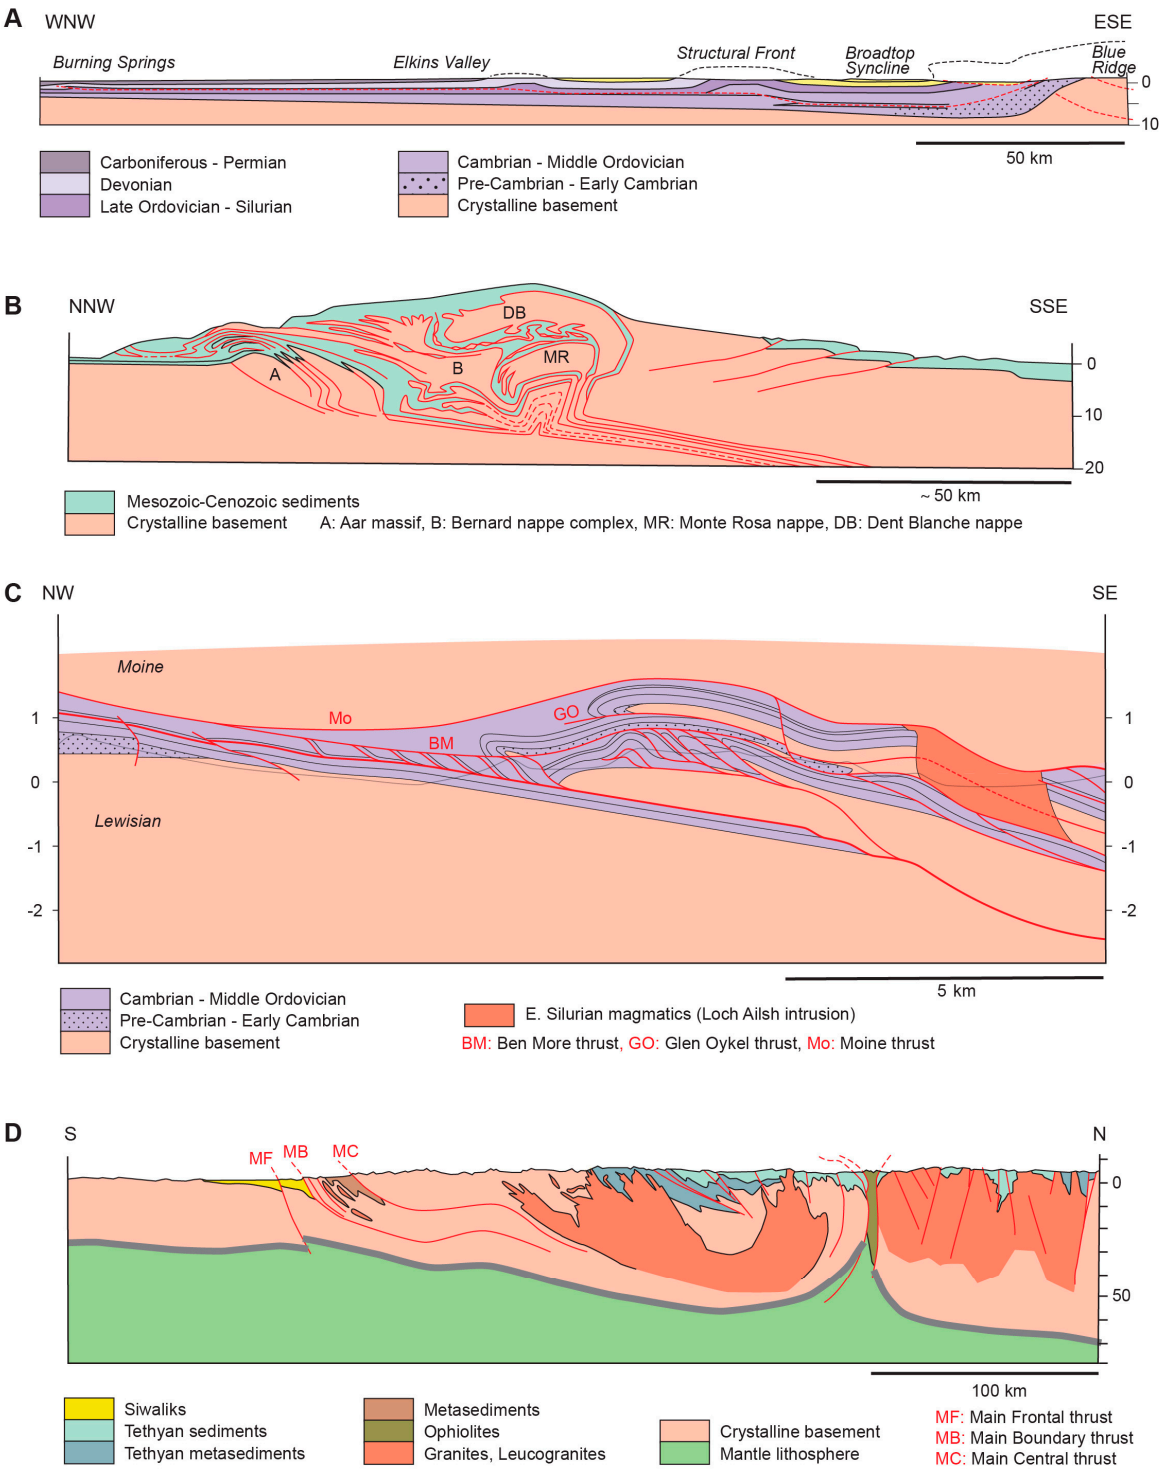 A WNW ESE
Burning Springs Elkins Valley Structural Front Broadtop Syncline Blue Ridge
0
10
50 km
Carboniferous - Permian
Devonian
Late Ordovician - Silurian
Cambrian - Middle Ordovician
Pre-Cambrian - Early Cambrian
Crystalline basement
B NNW SSE
DB
MR
B
A
0
10
20
~ 50 km
Mesozoic-Cenozoic sediments
Crystalline basement A: Aar massif, B: Bernard nappe complex, MR: Monte Rosa nappe, DB: Dent Blanche nappe
C NW SE
Moine
Mo
GO
BM
Lewisian
1
0
-1
-2
1
0
-1
-2
5 km
Cambrian - Middle Ordovician
Pre-Cambrian - Early Cambrian
Crystalline basement
E. Silurian magmatics (Loch Ailsh intrusion)
BM: Ben More thrust, GO: Glen Oykel thrust, Mo: Moine thrust
D S N
MF MB MC
0
50
100 km
Siwaliks
Tethyan sediments
Tethyan metasediments
Metasediments
Ophiolites
Granites, Leucogranites
Crystalline basement
Mantle lithosphere
MF: Main Frontal thrust
MB: Main Boundary thrust
MC: Main Central thrust